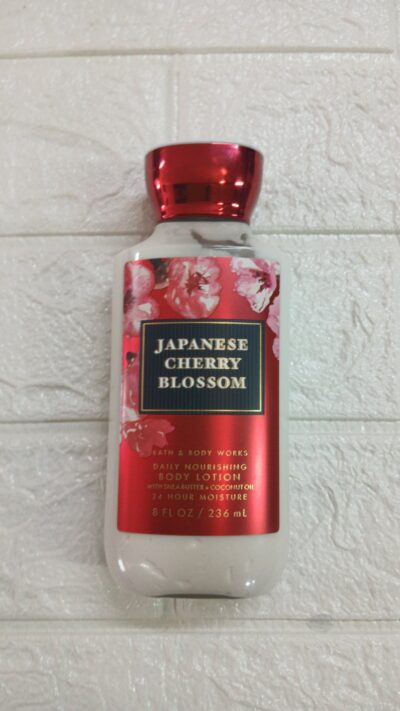 JAPANESE
CHERRY
BLOSSOM
BATH & BODY WORKS
DAILY NOURISHING
BODY LOTION
WITH SHEA BUTTER + COCONUT OIL
24 HOUR MOISTURE
8 FL OZ / 236 mL